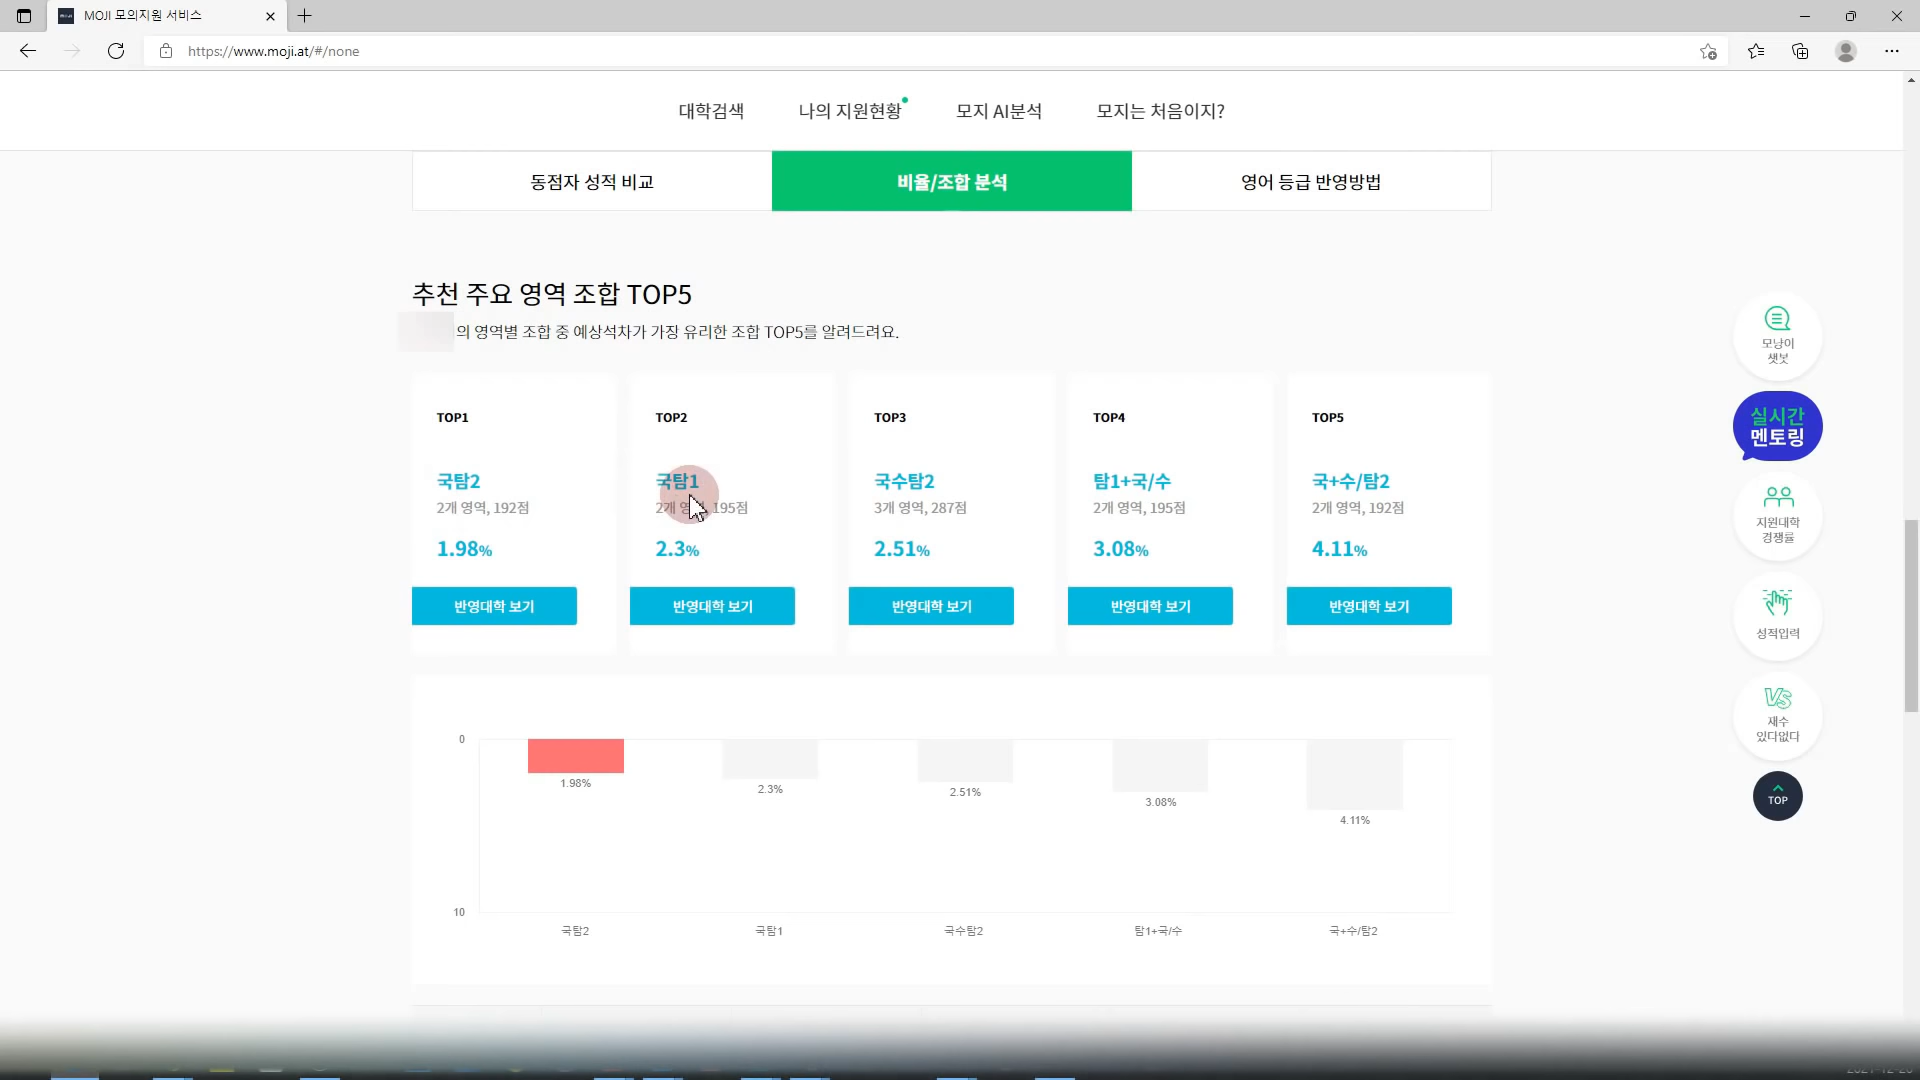 MOJI 모의지원 서비스
https://www.moji.at/#/none
대학검색
나의 지원현황
모지 AI분석
모지는 처음이지?
동점자 성적 비교
비율/조합 분석
영어 등급 반영방법
추천 주요 영역 조합 TOP5
의 영역별 조합 중 예상석차가 가장 유리한 조합 TOP5를 알려드려요.
TOP1
국탐2
2개 영역, 192점
1.98%
반영대학 보기
TOP2
국탐1
2개 영역, 195점
2.3%
반영대학 보기
TOP3
국수탐2
3개 영역, 287점
2.51%
반영대학 보기
TOP4
탐1+국/수
2개 영역, 195점
3.08%
반영대학 보기
TOP5
국+수/탐2
2개 영역, 192점
4.11%
반영대학 보기
0
1.98%
2.3%
2.51%
3.08%
4.11%
10
국탐2
국탐1
국수탐2
탐1+국/수
국+수/탐2
모냥이
챗봇
실시간
멘토링
지원대학
경쟁률
성적입력
VS
재수
있다없다
TOP